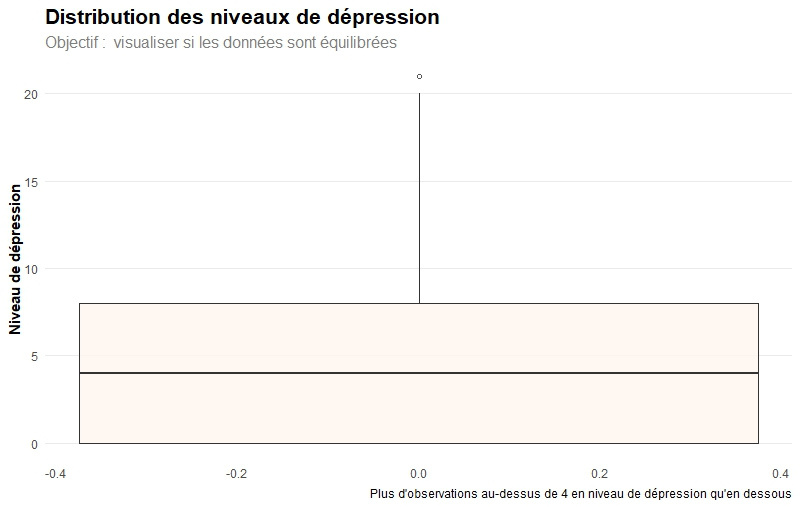 Distribution des niveaux de dépression
Objectif :  visualiser si les données sont équilibrées
Niveau de dépression
20
15
10
5
0
-0.4
-0.2
0.0
0.2
0.4
Plus d'observations au-dessus de 4 en niveau de dépression qu'en dessous